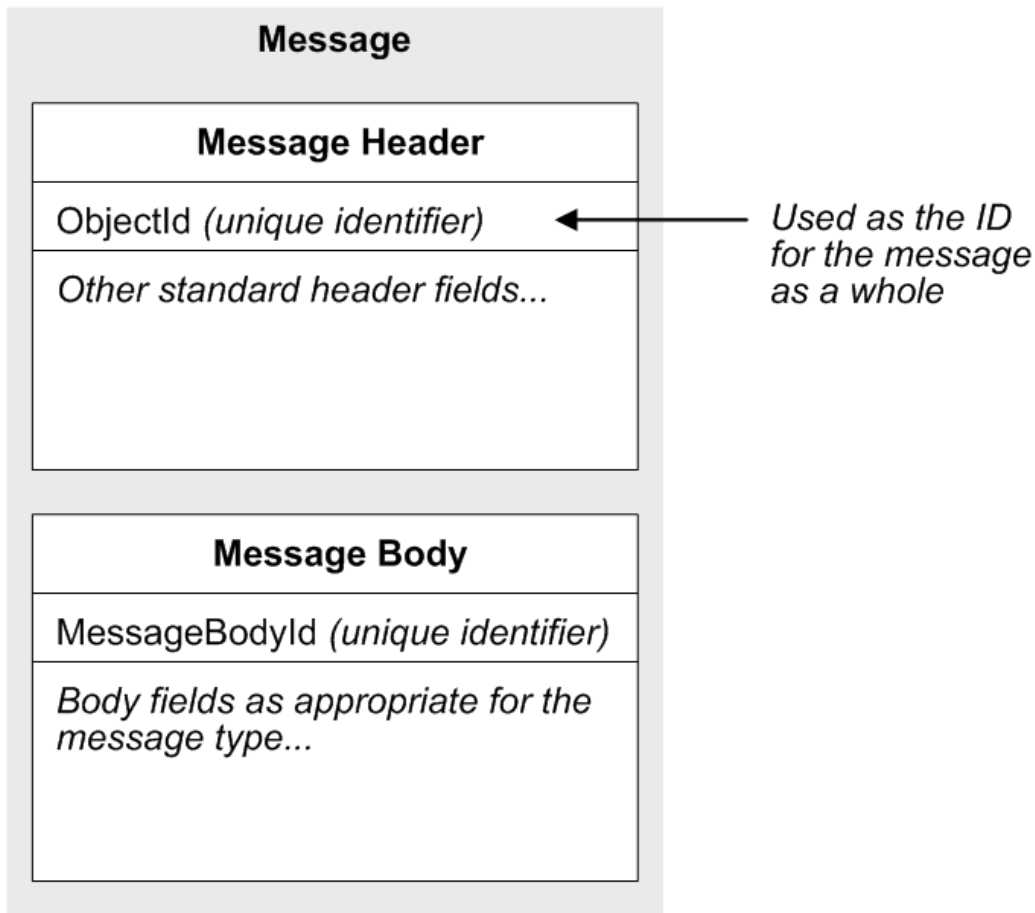 Message
Message Header
ObjectId (unique identifier)
Used as the ID
for the message
as a whole
Other standard header fields...
Message Body
MessageBodyId (unique identifier)
Body fields as appropriate for the
message type...